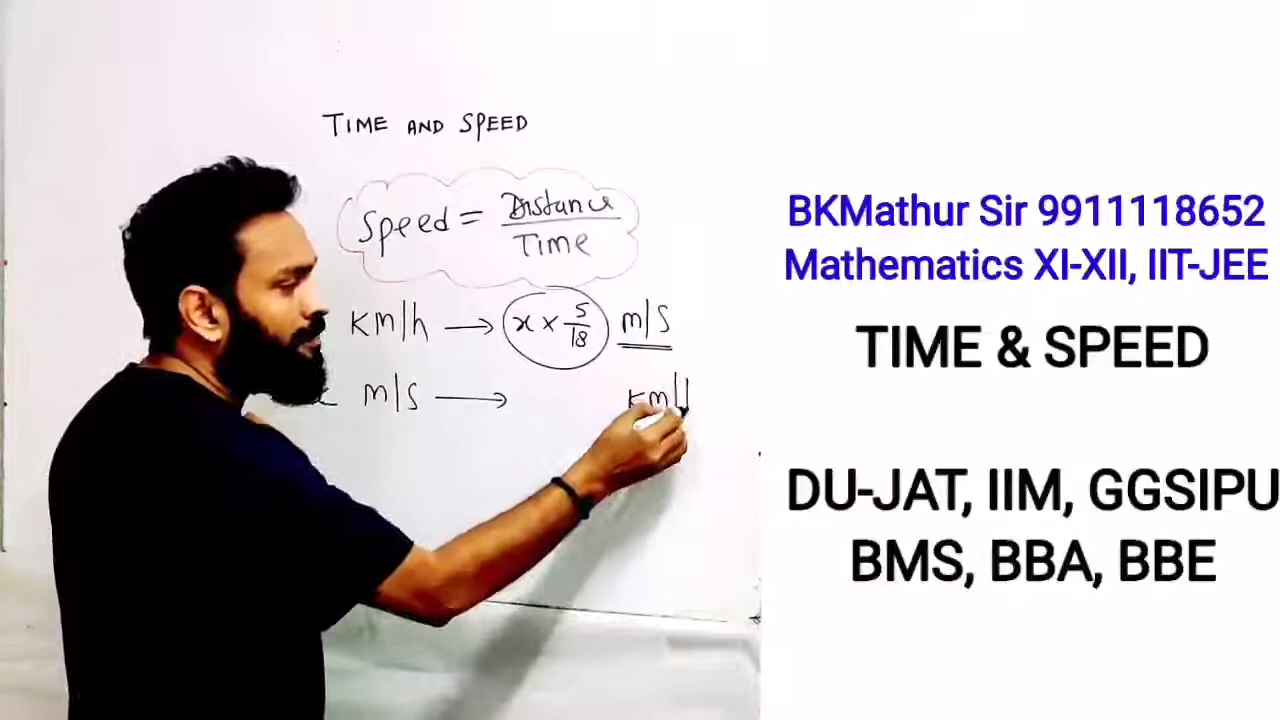 TIME AND SPEED
Speed = Distance
Time
km/h → x × 5/18 m/s
m/s → km/
BKMathur Sir 9911118652
Mathematics XI-XII, IIT-JEE
TIME & SPEED
DU-JAT, IIM, GGSIPU
BMS, BBA, BBE